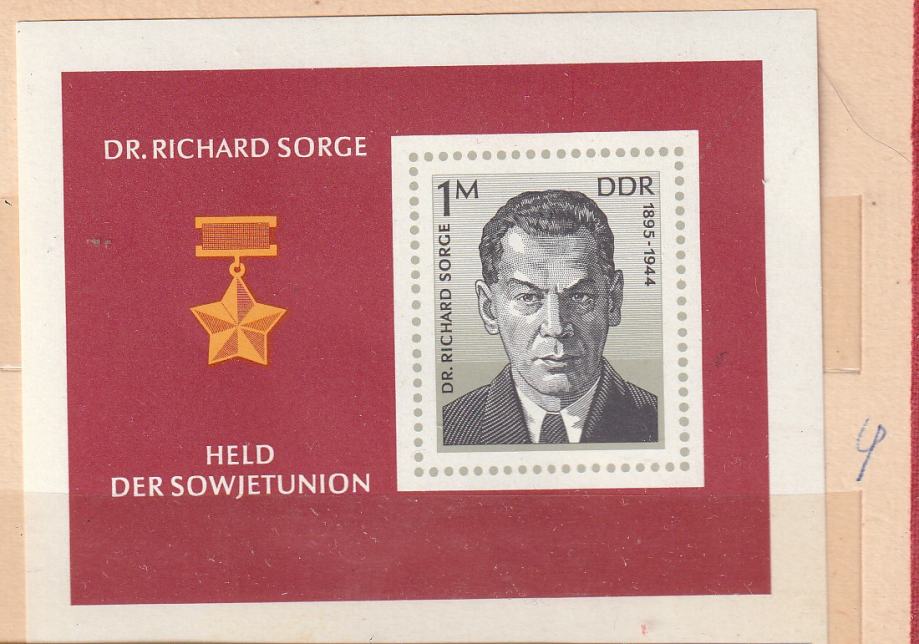 DR. RICHARD SORGE
HELD
DER SOWJETUNION
1M
DDR
DR. RICHARD SORGE
1895-1944